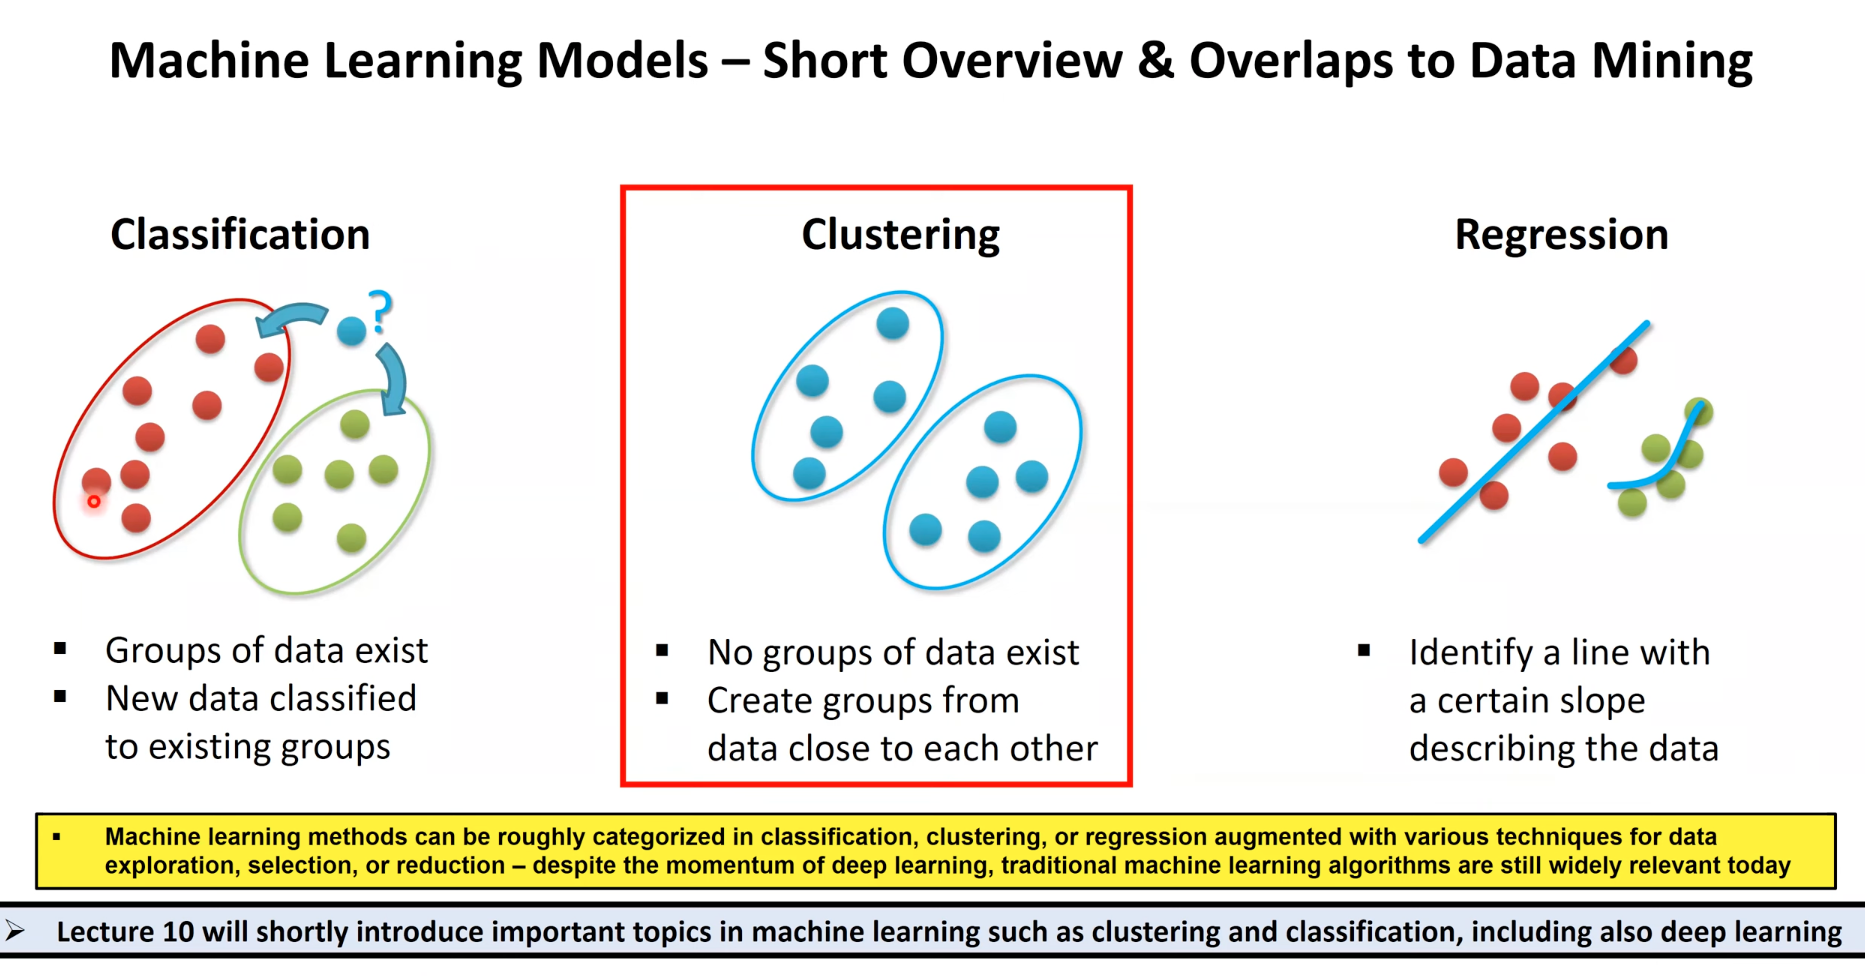 Machine Learning Models – Short Overview & Overlaps to Data Mining
Classification
?
▪ Groups of data exist
▪ New data classified
to existing groups
Clustering
▪ No groups of data exist
▪ Create groups from
data close to each other
Regression
▪ Identify a line with
a certain slope
describing the data
▪ Machine learning methods can be roughly categorized in classification, clustering, or regression augmented with various techniques for data
exploration, selection, or reduction – despite the momentum of deep learning, traditional machine learning algorithms are still widely relevant today
➢ Lecture 10 will shortly introduce important topics in machine learning such as clustering and classification, including also deep learning